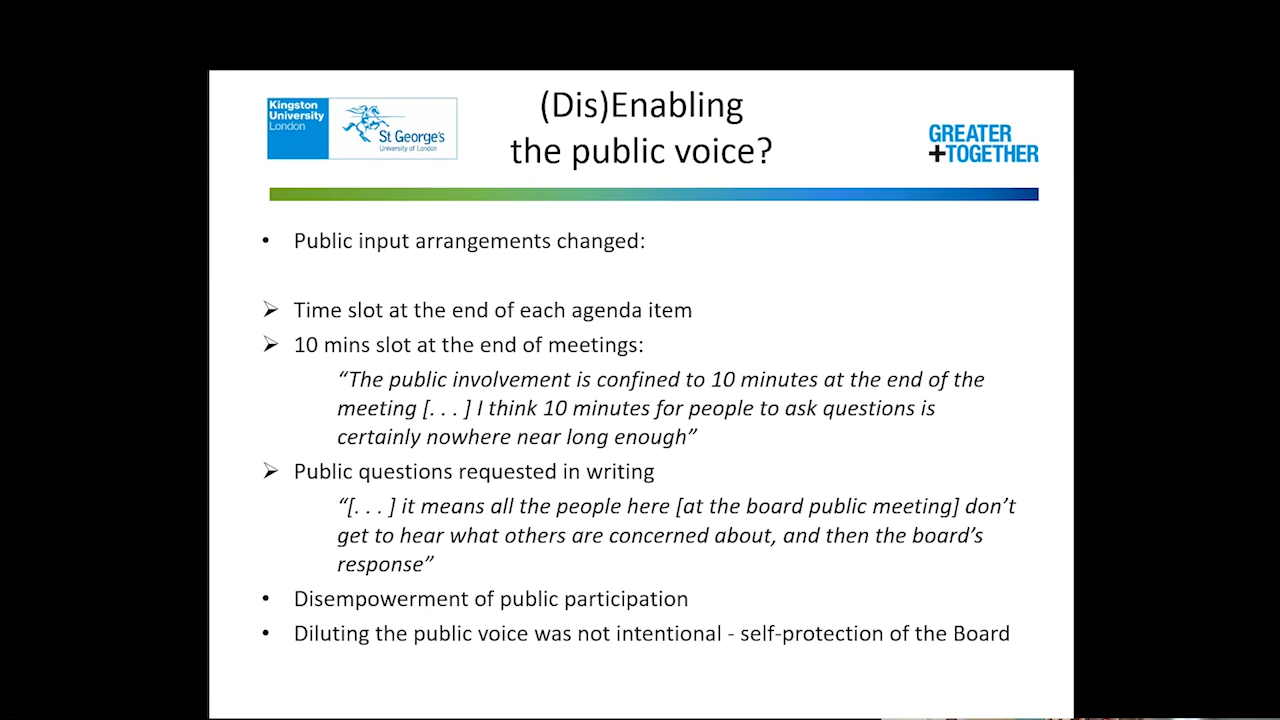 Kingston
University
London
St George's
University of London
(Dis)Enabling
the public voice?
GREATER
+TOGETHER
• Public input arrangements changed:
➢ Time slot at the end of each agenda item
➢ 10 mins slot at the end of meetings:
“The public involvement is confined to 10 minutes at the end of the
meeting [. . . ] I think 10 minutes for people to ask questions is
certainly nowhere near long enough”
➢ Public questions requested in writing
“[. . . ] it means all the people here [at the board public meeting] don’t
get to hear what others are concerned about, and then the board’s
response”
• Disempowerment of public participation
• Diluting the public voice was not intentional - self-protection of the Board